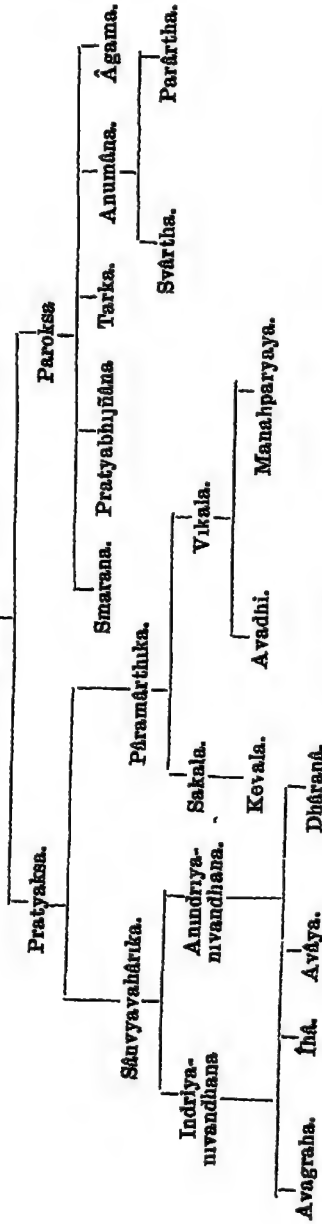 Pratyaksa.
Paroksa
Sânvyavahârika.
Pâramârthika.
Smarana.
Pratyabhijñâna
Tarka.
Anumâna.
Âgama.
Indriya-
nivandhana
Anindriya-
nivandhana.
Sakala.
Vikala.
Svârtha.
Parârtha.
Kevala.
Avadhi.
Manahparyaya.
Avagraha.
Îhâ.
Avâya.
Dhâranâ.